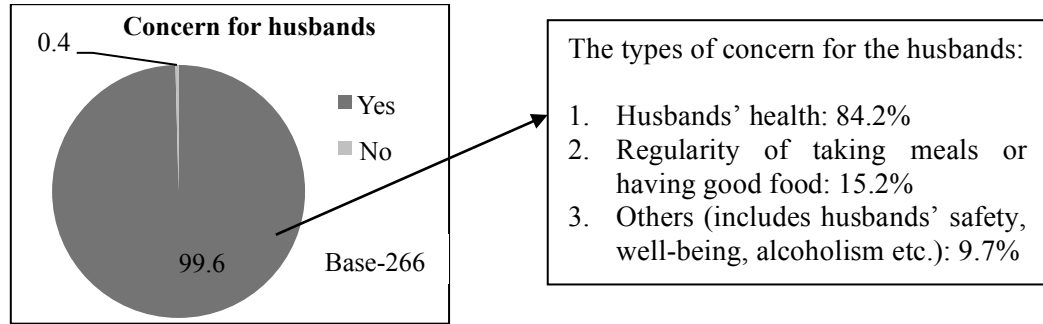 Concern for husbands
0.4
Yes
No
99.6
Base-266
The types of concern for the husbands:
1. Husbands’ health: 84.2%
2. Regularity of taking meals or
having good food: 15.2%
3. Others (includes husbands’ safety,
well-being, alcoholism etc.): 9.7%